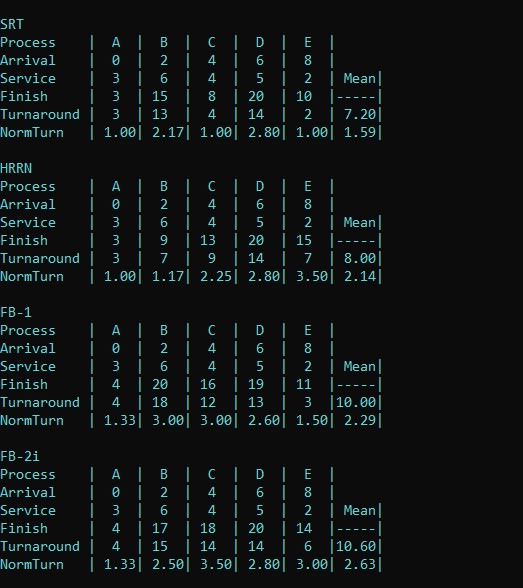 SRT
Process    |  A  |  B  |  C  |  D  |  E  |
Arrival    |  0  |  2  |  4  |  6  |  8  |
Service    |  3  |  6  |  4  |  5  |  2  | Mean|
Finish     |  3  | 15  |  8  | 20  | 10  |-----|
Turnaround |  3  | 13  |  4  | 14  |  2  | 7.20|
NormTurn   | 1.00| 2.17| 1.00| 2.80| 1.00| 1.59|
HRRN
Process    |  A  |  B  |  C  |  D  |  E  |
Arrival    |  0  |  2  |  4  |  6  |  8  |
Service    |  3  |  6  |  4  |  5  |  2  | Mean|
Finish     |  3  |  9  | 13  | 20  | 15  |-----|
Turnaround |  3  |  7  |  9  | 14  |  7  | 8.00|
NormTurn   | 1.00| 1.17| 2.25| 2.80| 3.50| 2.14|
FB-1
Process    |  A  |  B  |  C  |  D  |  E  |
Arrival    |  0  |  2  |  4  |  6  |  8  |
Service    |  3  |  6  |  4  |  5  |  2  | Mean|
Finish     |  4  | 20  | 16  | 19  | 11  |-----|
Turnaround |  4  | 18  | 12  | 13  |  3  |10.00|
NormTurn   | 1.33| 3.00| 3.00| 2.60| 1.50| 2.29|
FB-2i
Process    |  A  |  B  |  C  |  D  |  E  |
Arrival    |  0  |  2  |  4  |  6  |  8  |
Service    |  3  |  6  |  4  |  5  |  2  | Mean|
Finish     |  4  | 17  | 18  | 20  | 14  |-----|
Turnaround |  4  | 15  | 14  | 14  |  6  |10.60|
NormTurn   | 1.33| 2.50| 3.50| 2.80| 3.00| 2.63|